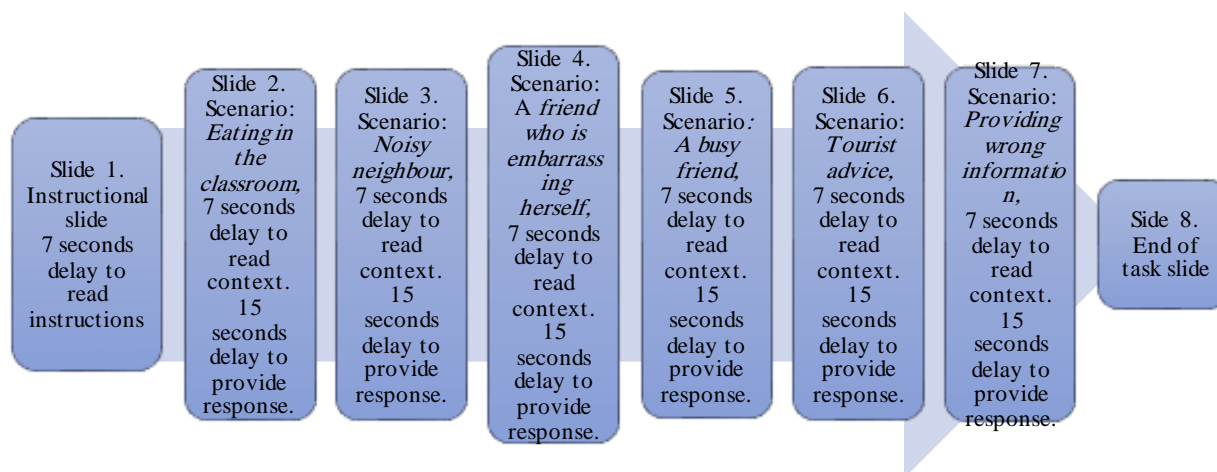 Slide 1.
Instructional
slide
7 seconds
delay to
read
instructions
Slide 2.
Scenario:
Eating in
the
classroom,
7 seconds
delay to
read
context.
15
seconds
delay to
provide
response.
Slide 3.
Scenario:
Noisy
neighbour,
7 seconds
delay to
read
context.
15
seconds
delay to
provide
response.
Slide 4.
Scenario:
A friend
who is
embarrass
ing
herself,
7 seconds
delay to
read
context.
15
seconds
delay to
provide
response.
Slide 5.
Scenario:
A busy
friend,
7 seconds
delay to
read
context.
15
seconds
delay to
provide
response.
Slide 6.
Scenario:
Tourist
advice,
7 seconds
delay to
read
context.
15
seconds
delay to
provide
response.
Slide 7.
Scenario:
Providing
wrong
informatio
n,
7 seconds
delay to
read
context.
15
seconds
delay to
provide
response.
Side 8.
End of
task slide